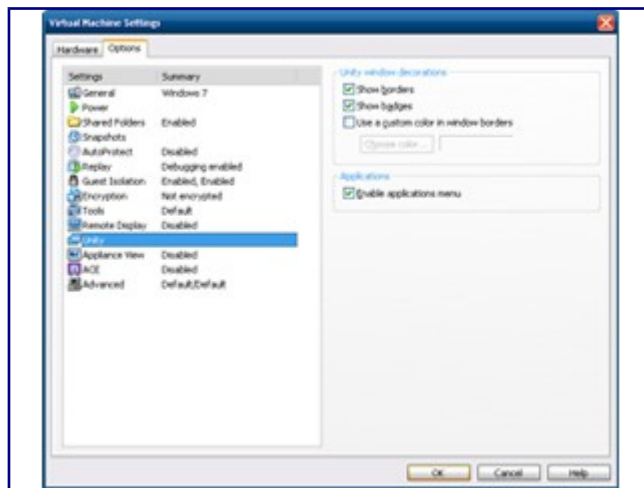 Virtual Machine Settings
Hardware Options
Settings Summary
General Windows 7
Power
Shared Folders Enabled
Snapshots
AutoProtect Disabled
Replay Debugging enabled
Guest Isolation Enabled, Enabled
Encryption Not encrypted
Tools Default
Remote Display Disabled
Unity
Appliance View Disabled
ACE Disabled
Advanced Default/Default
Unity window decorations
Show borders
Show badges
Use a custom color in window borders
Choose color...
Applications
Enable applications menu
OK Cancel Help